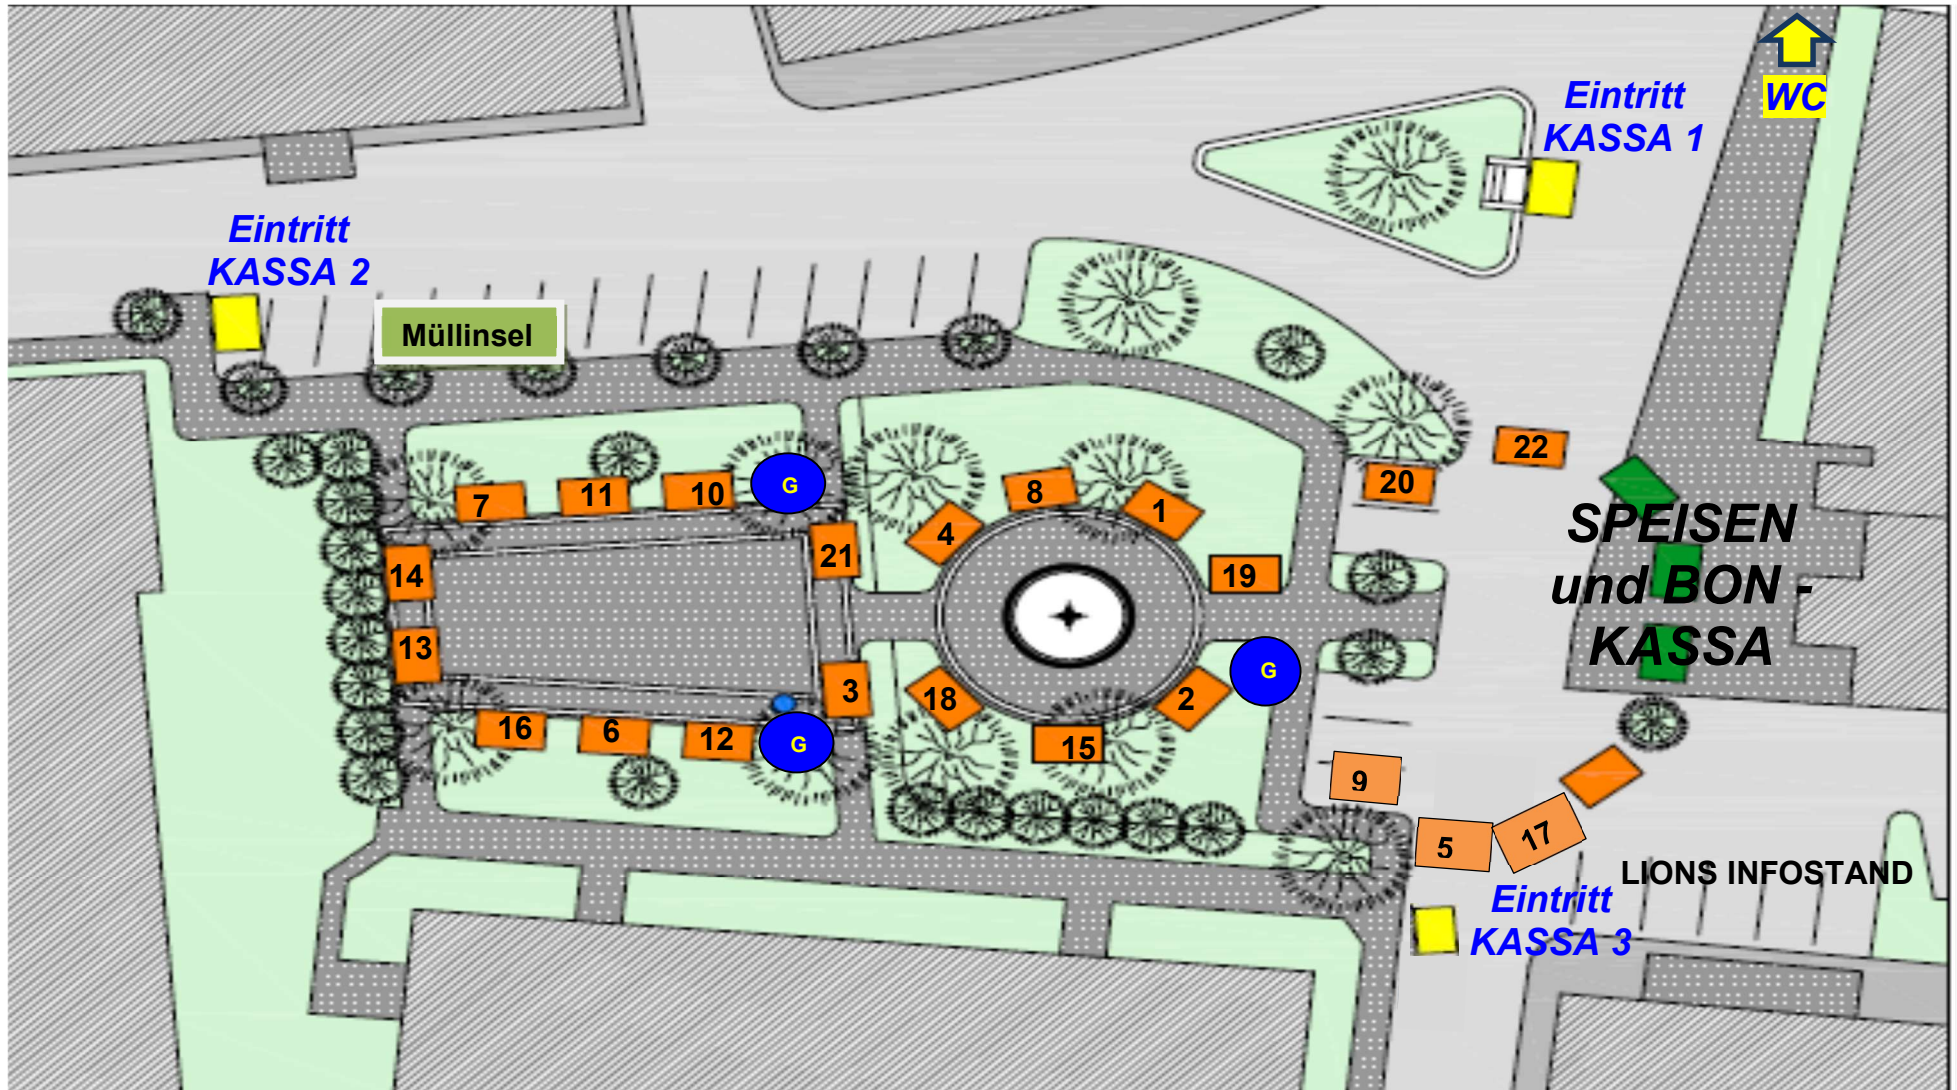 WC
Eintritt
KASSA 1
Eintritt
KASSA 2
Müllinsel
22
20
7
11
10
G
8
1
4
21
19
14
SPEISEN
und BON -
KASSA
13
3
18
2
G
16
6
12
G
15
9
5
17
LIONS INFOSTAND
Eintritt
KASSA 3